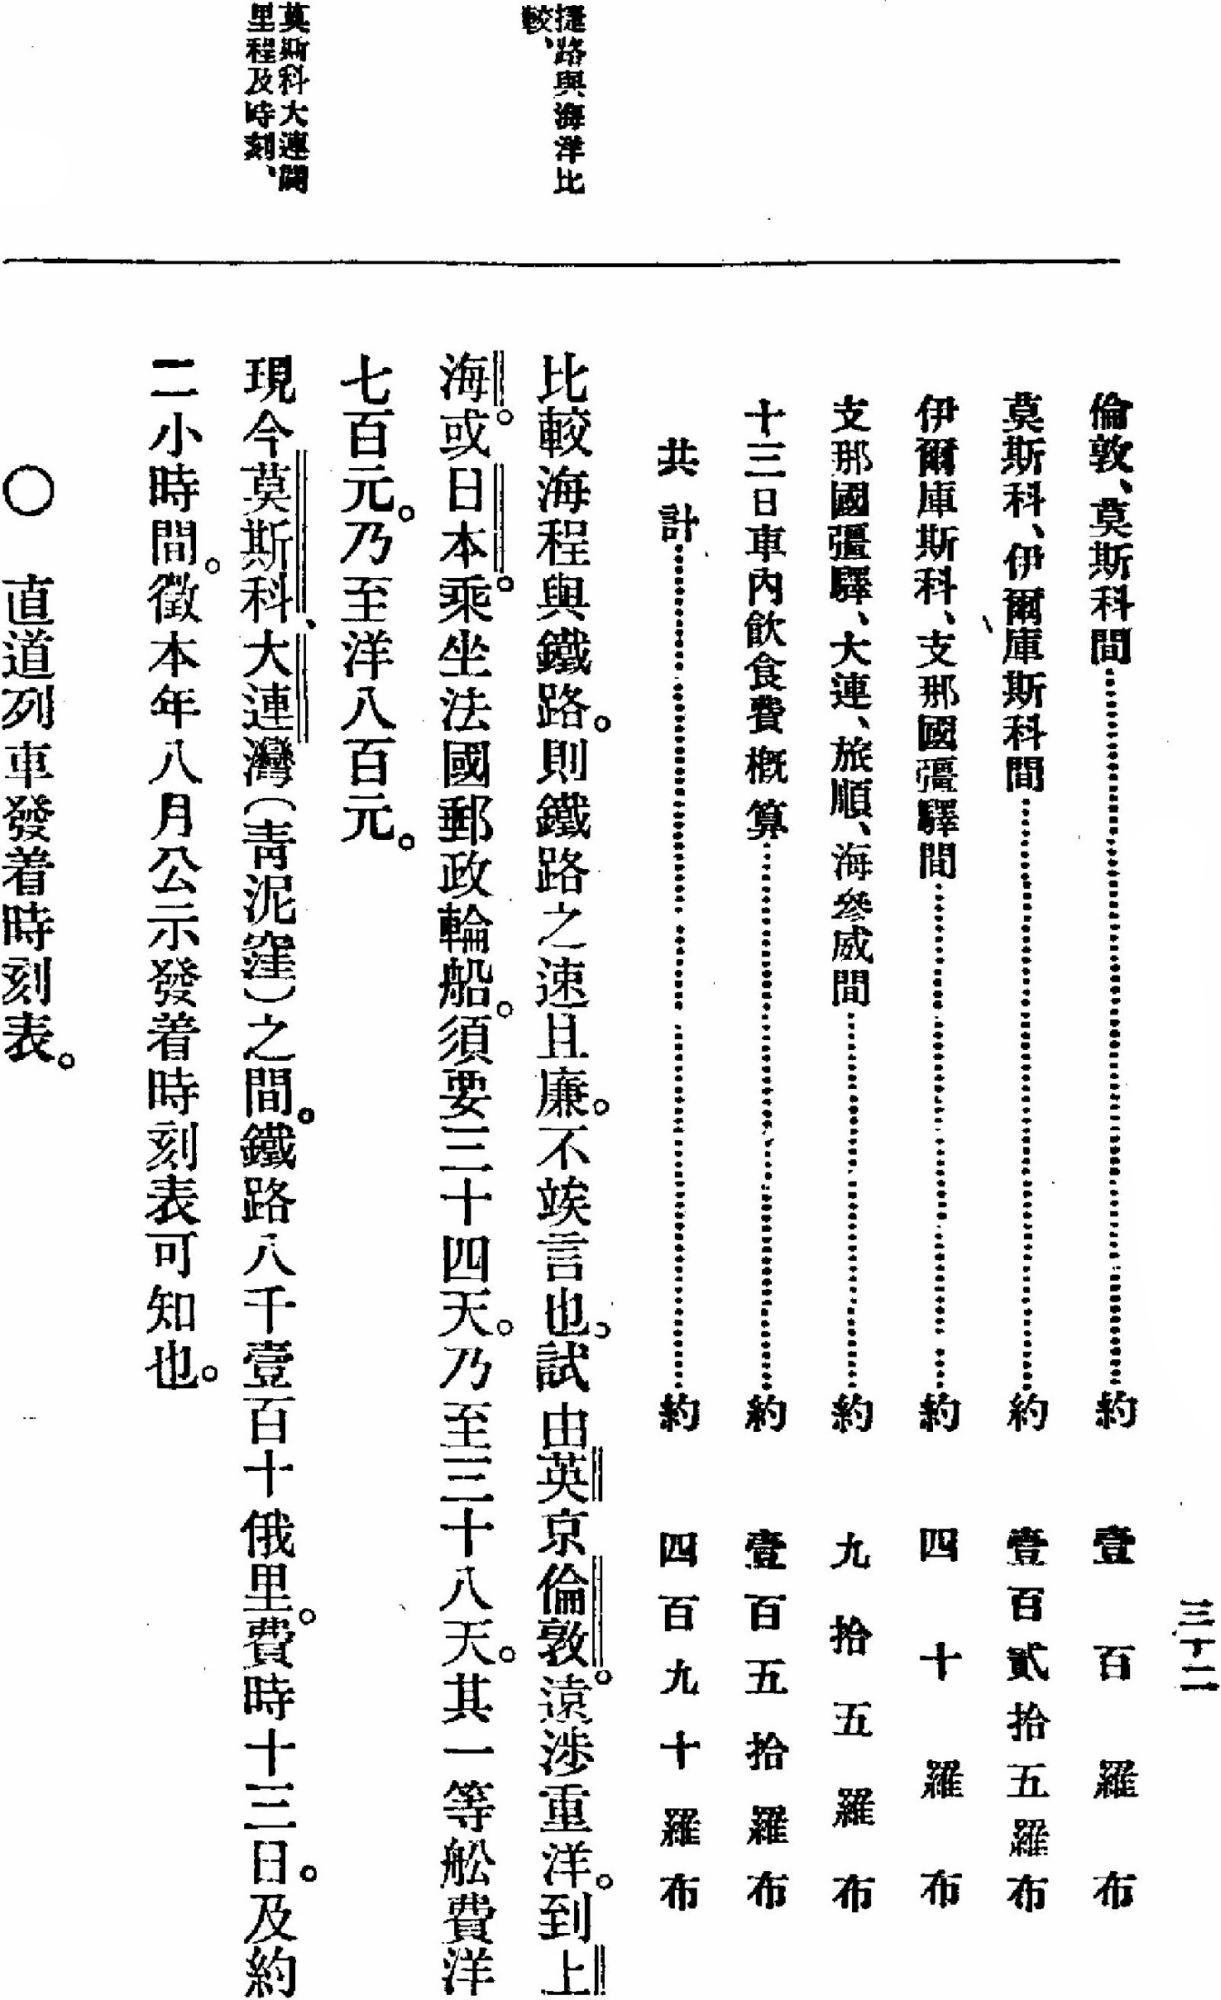 三十二
倫敦、莫斯科間……約 壹百羅布
莫斯科、伊爾庫斯科間……約 壹百貳拾五羅布
伊爾庫斯科、支那國彊驛間……約 四十羅布
支那國彊驛、大連、旅順、海參威間……約 九拾五羅布
十三日車內飲食費概算……約 壹百五拾羅布
共計……約 四百九十羅布
捷路與海洋比
較、
比較海程與鐵路。則鐵路之速且廉。不竢言也。試由英京倫敦。遠涉重洋。到上
海。或日本。乘坐法國郵政輪船。須要三十四天。乃至三十八天。其一等舩費洋
七百元。乃至洋八百元。
莫斯科大連間
里程及時刻、
現今莫斯科、大連灣(靑泥窪)之間。鐵路八千壹百十俄里。費時十三日。及約
二小時間。徵本年八月公示發着時刻表可知也。
〇 直道列車發着時刻表。